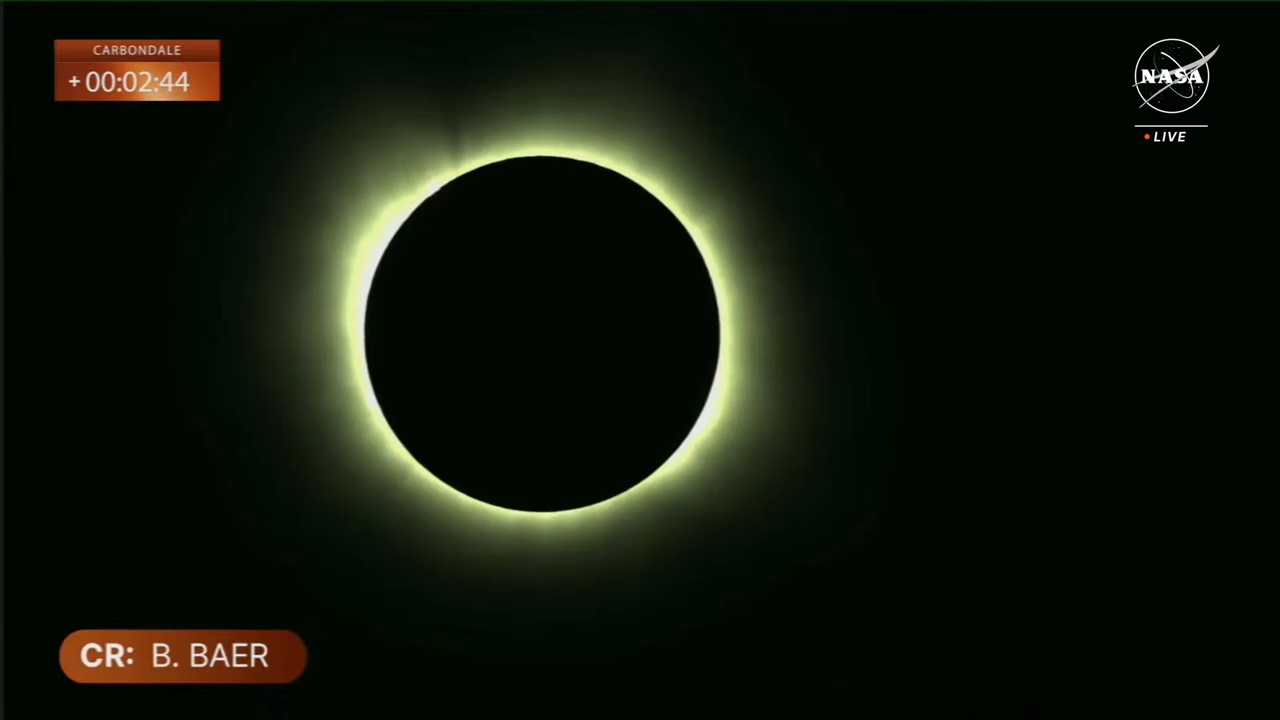 CARBONDALE
+ 00:02:44
NASA
• LIVE
CR: B. BAER